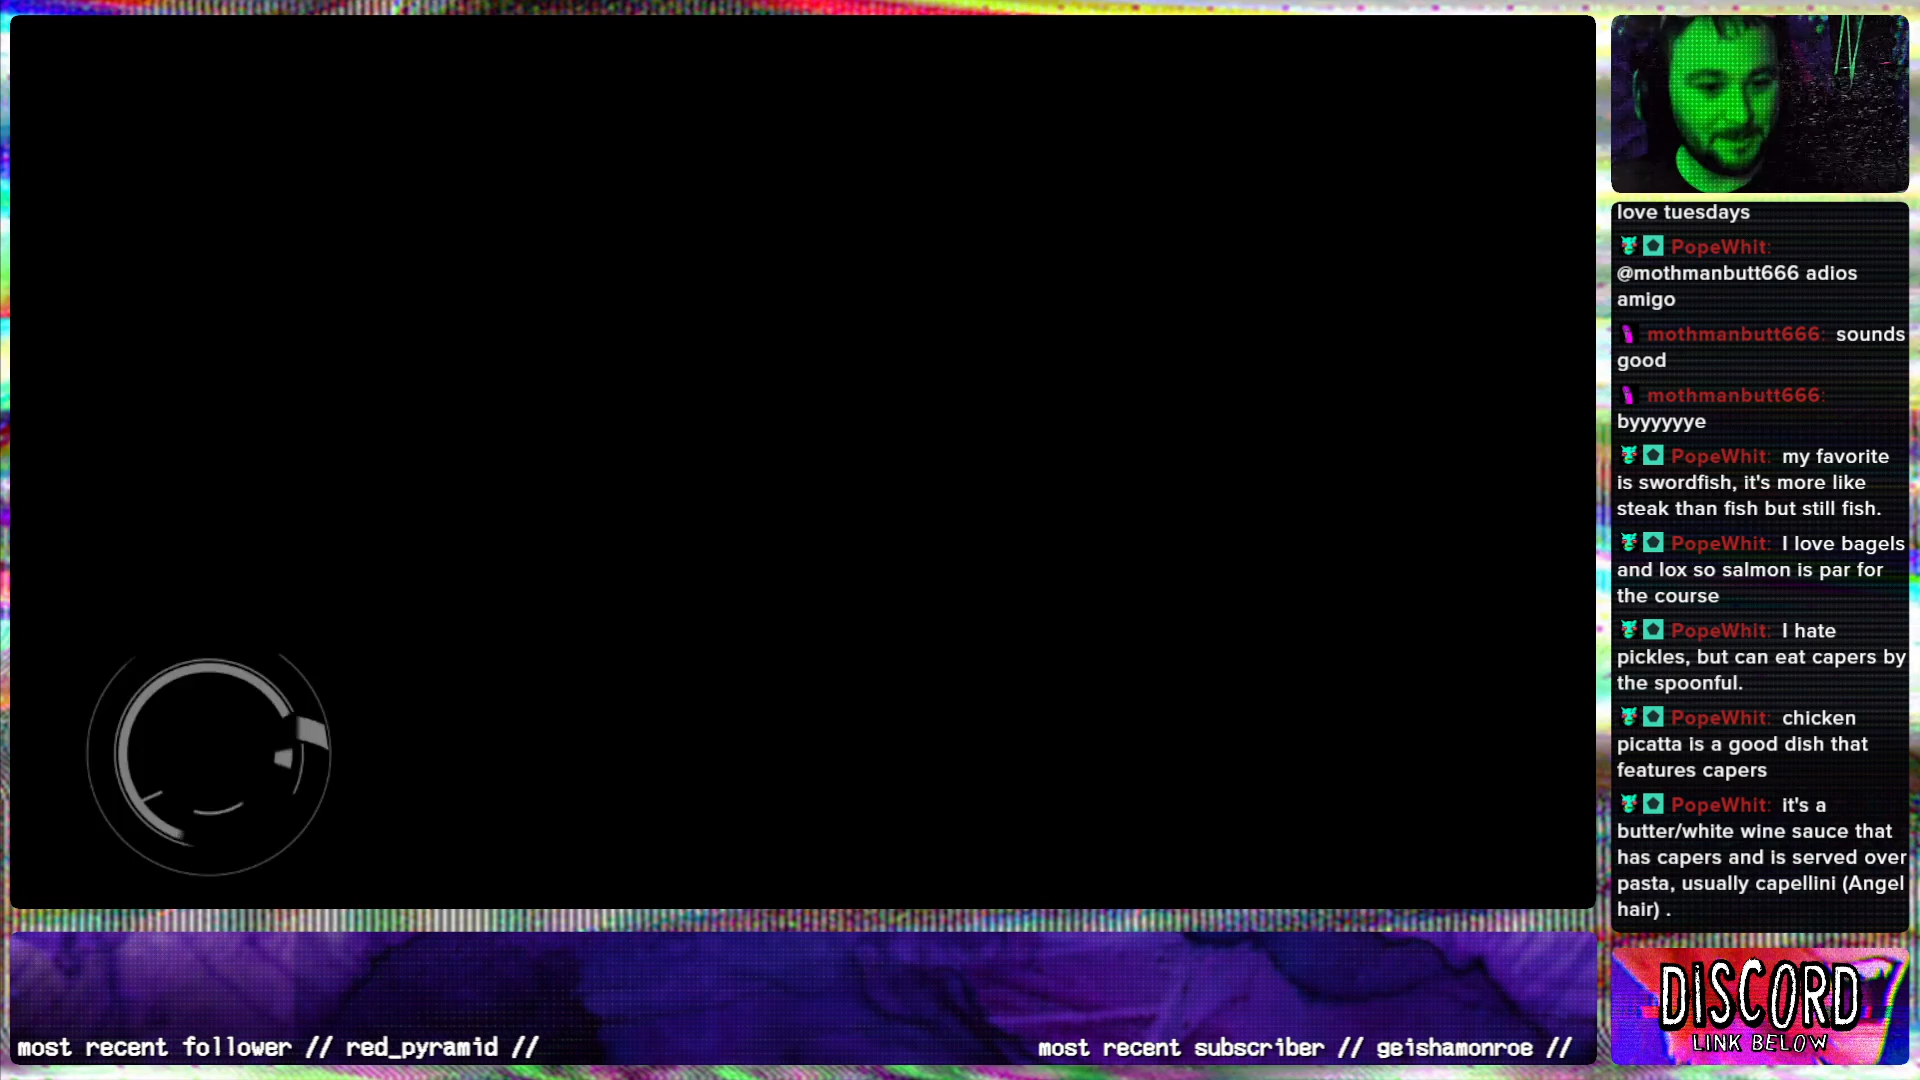 love tuesdays
PopeWhit:
@mothmanbutt666 adios
amigo
mothmanbutt666: sounds
good
mothmanbutt666:
byyyyyye
PopeWhit: my favorite
is swordfish, it's more like
steak than fish but still fish.
PopeWhit: I love bagels
and lox so salmon is par for
the course
PopeWhit: I hate
pickles, but can eat capers by
the spoonful.
PopeWhit: chicken
picatta is a good dish that
features capers
PopeWhit: it's a
butter/white wine sauce that
has capers and is served over
pasta, usually capellini (Angel
hair) .
most recent follower // red_pyramid //
most recent subscriber // geishamonroe //
DISCORD
LINK BELOW